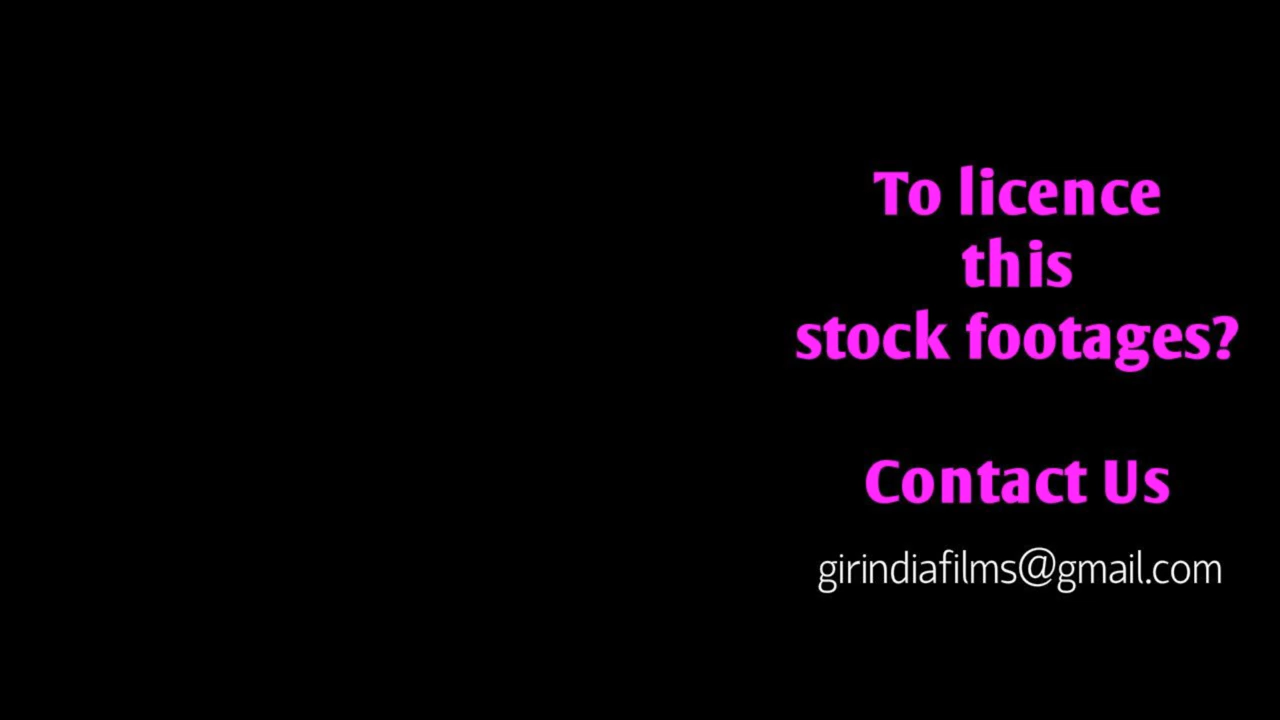 To licence
this
stock footages?
Contact Us
girindiafilms@gmail.com